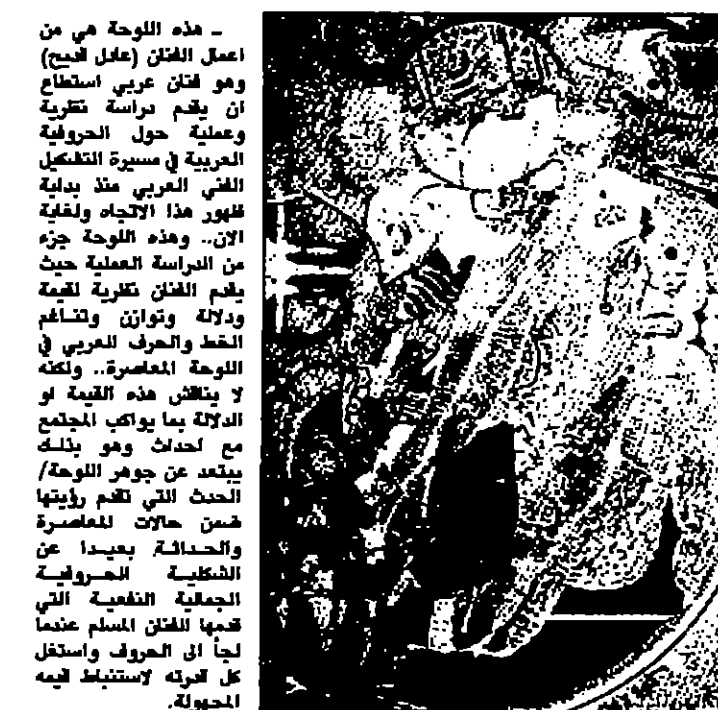 ـ هذه اللوحة هي من
اعمال الفنان (عادل قديح)
وهو فنان عربي استطاع
ان يقدم دراسة نظرية
وعملية حول الحروفية
العربية في مسيرة التشكيل
الفني العربي منذ بداية
ظهور هذا الاتجاه ولغاية
الان.. وهذه اللوحة جزء
من الدراسة العملية حيث
يقدم الفنان نظرية لقيمة
ودلالة وتوازن وتناغم
الخط والحرف العربي في
اللوحة المعاصرة.. ولكنه
لا يناقش هذه القيمة او
الدلالة بما يواكب المجتمع
مع احداث وهو بذلك
يبتعد عن جوهر اللوحة/
الحدث التي تقدم رؤيتها
ضمن حالات المعاصرة
والحداثة بعيدا عن
الشكلية الحروفية
الجمالية النفعية التي
قدمها الفنان المسلم عندما
لجأ الى الحروف واستغل
كل قدرته لاستنباط قيمه
المجهولة.